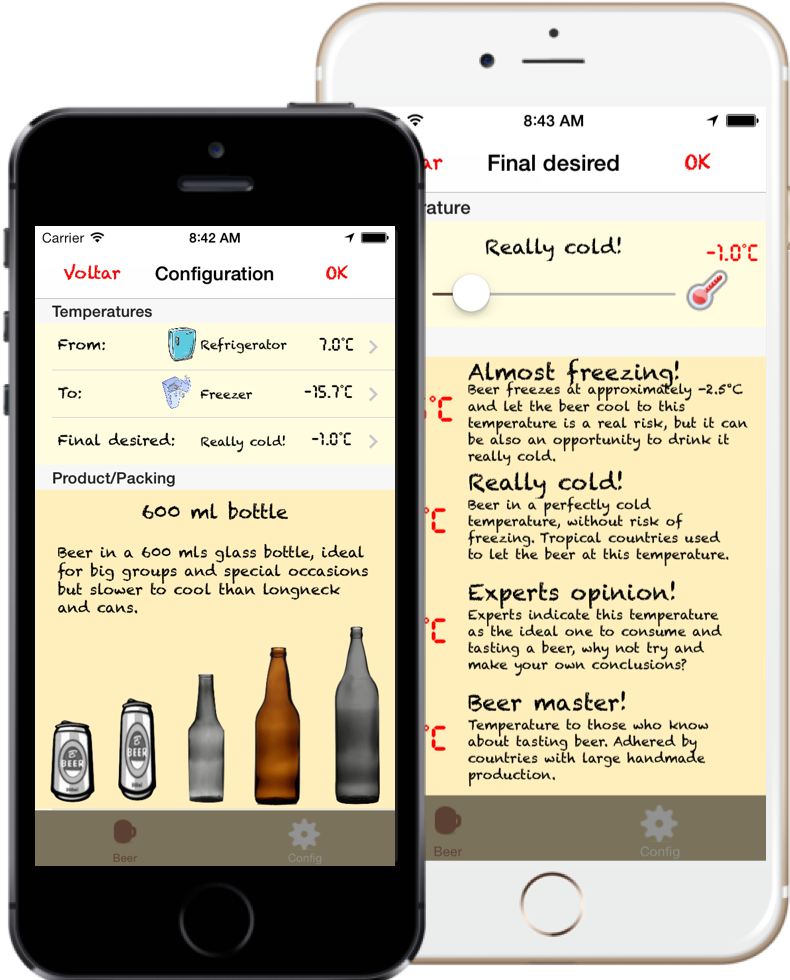 Carrier
8:42 AM
Voltar
Configuration
OK
Temperatures
From:
Refrigerator
7.0°C
To:
Freezer
-15.7°C
Final desired:
Really cold!
-1.0°C
Product/Packing
600 ml bottle
Beer in a 600 mls glass bottle, ideal
for big groups and special occasions
but slower to cool than longneck
and cans.
BEER
BEER
Beer
Config
8:43 AM
ar
Final desired
OK
rature
Really cold!
-1.0°C
Almost freezing!
Beer freezes at approximately -2.5°C
and let the beer cool to this
temperature is a real risk, but it can
be also an opportunity to drink it
really cold.
°C
Really cold!
Beer in a perfectly cold
temperature, without risk of
freezing. Tropical countries used
to let the beer at this temperature.
°C
Experts opinion!
Experts indicate this temperature
as the ideal one to consume and
tasting a beer, why not try and
make your own conclusions?
°C
Beer master!
Temperature to those who know
about tasting beer. Adhered by
countries with large handmade
production.
°C
Beer
Config